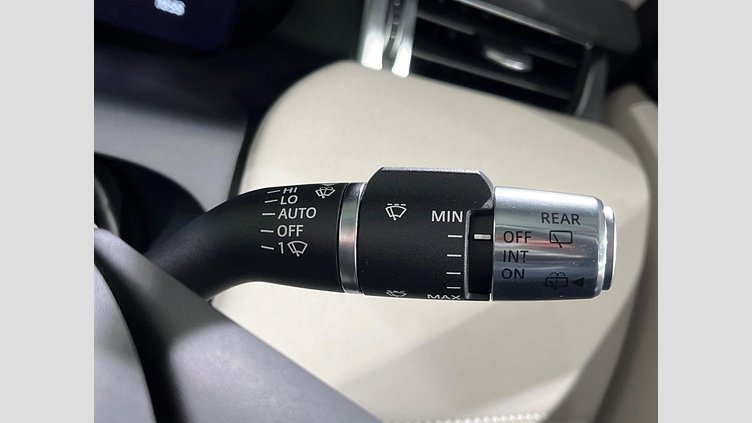 HI
LO
AUTO
OFF
1
MIN
MAX
REAR
OFF
INT
ON